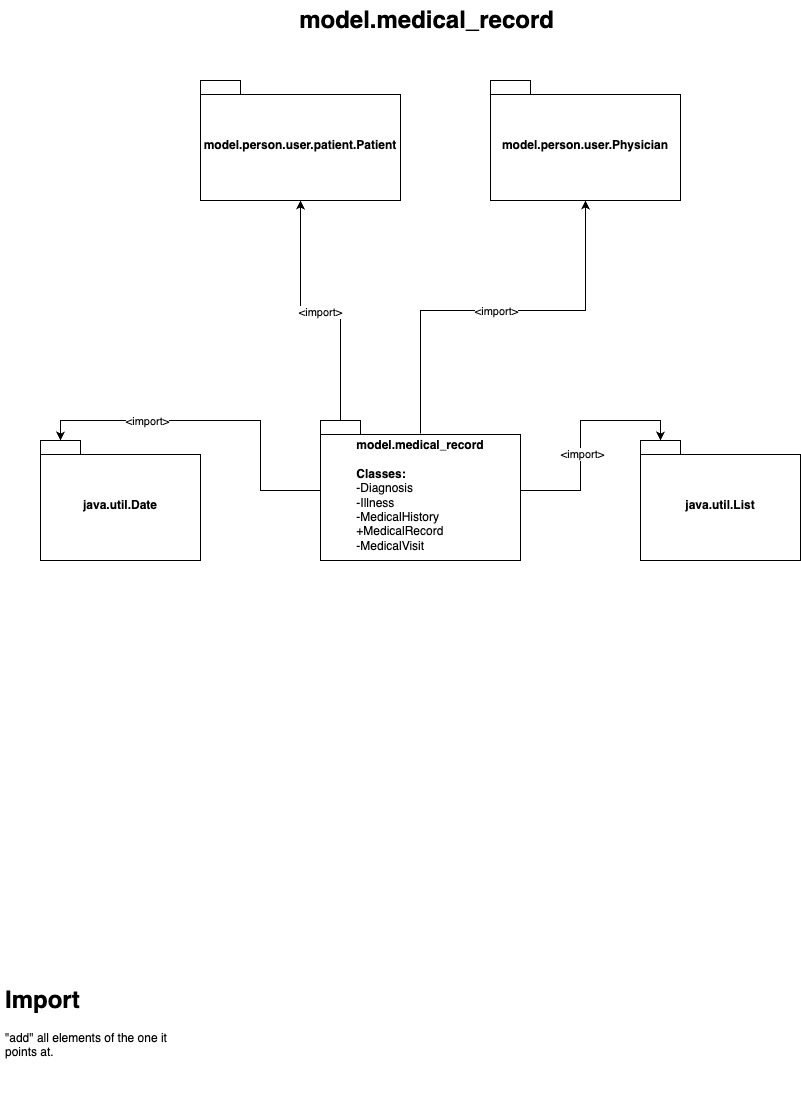 model.medical_record
model.person.user.patient.Patient
model.person.user.Physician
<import>
<import>
<import>
<import>
java.util.Date
model.medical_record
Classes:
-Diagnosis
-Illness
-MedicalHistory
+MedicalRecord
-MedicalVisit
java.util.List
Import
"add" all elements of the one it
points at.